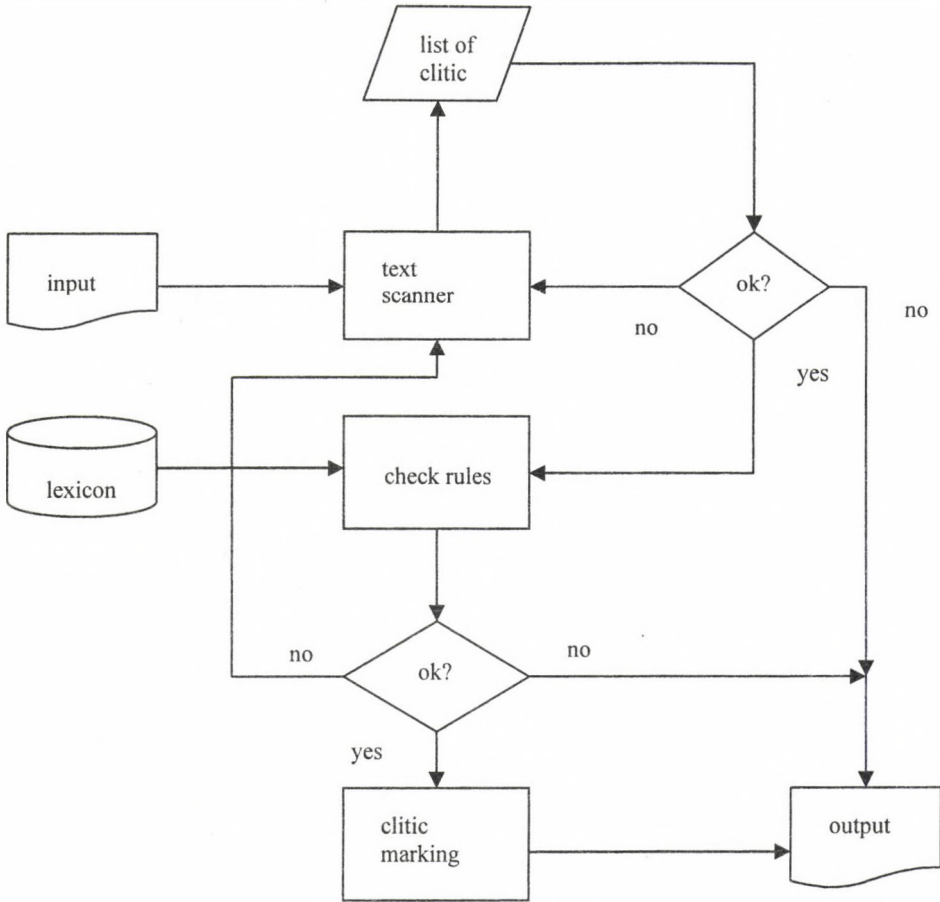 list of
clitic
input
text
scanner
ok?
no
no
yes
lexicon
check rules
no
ok?
no
yes
clitic
marking
output